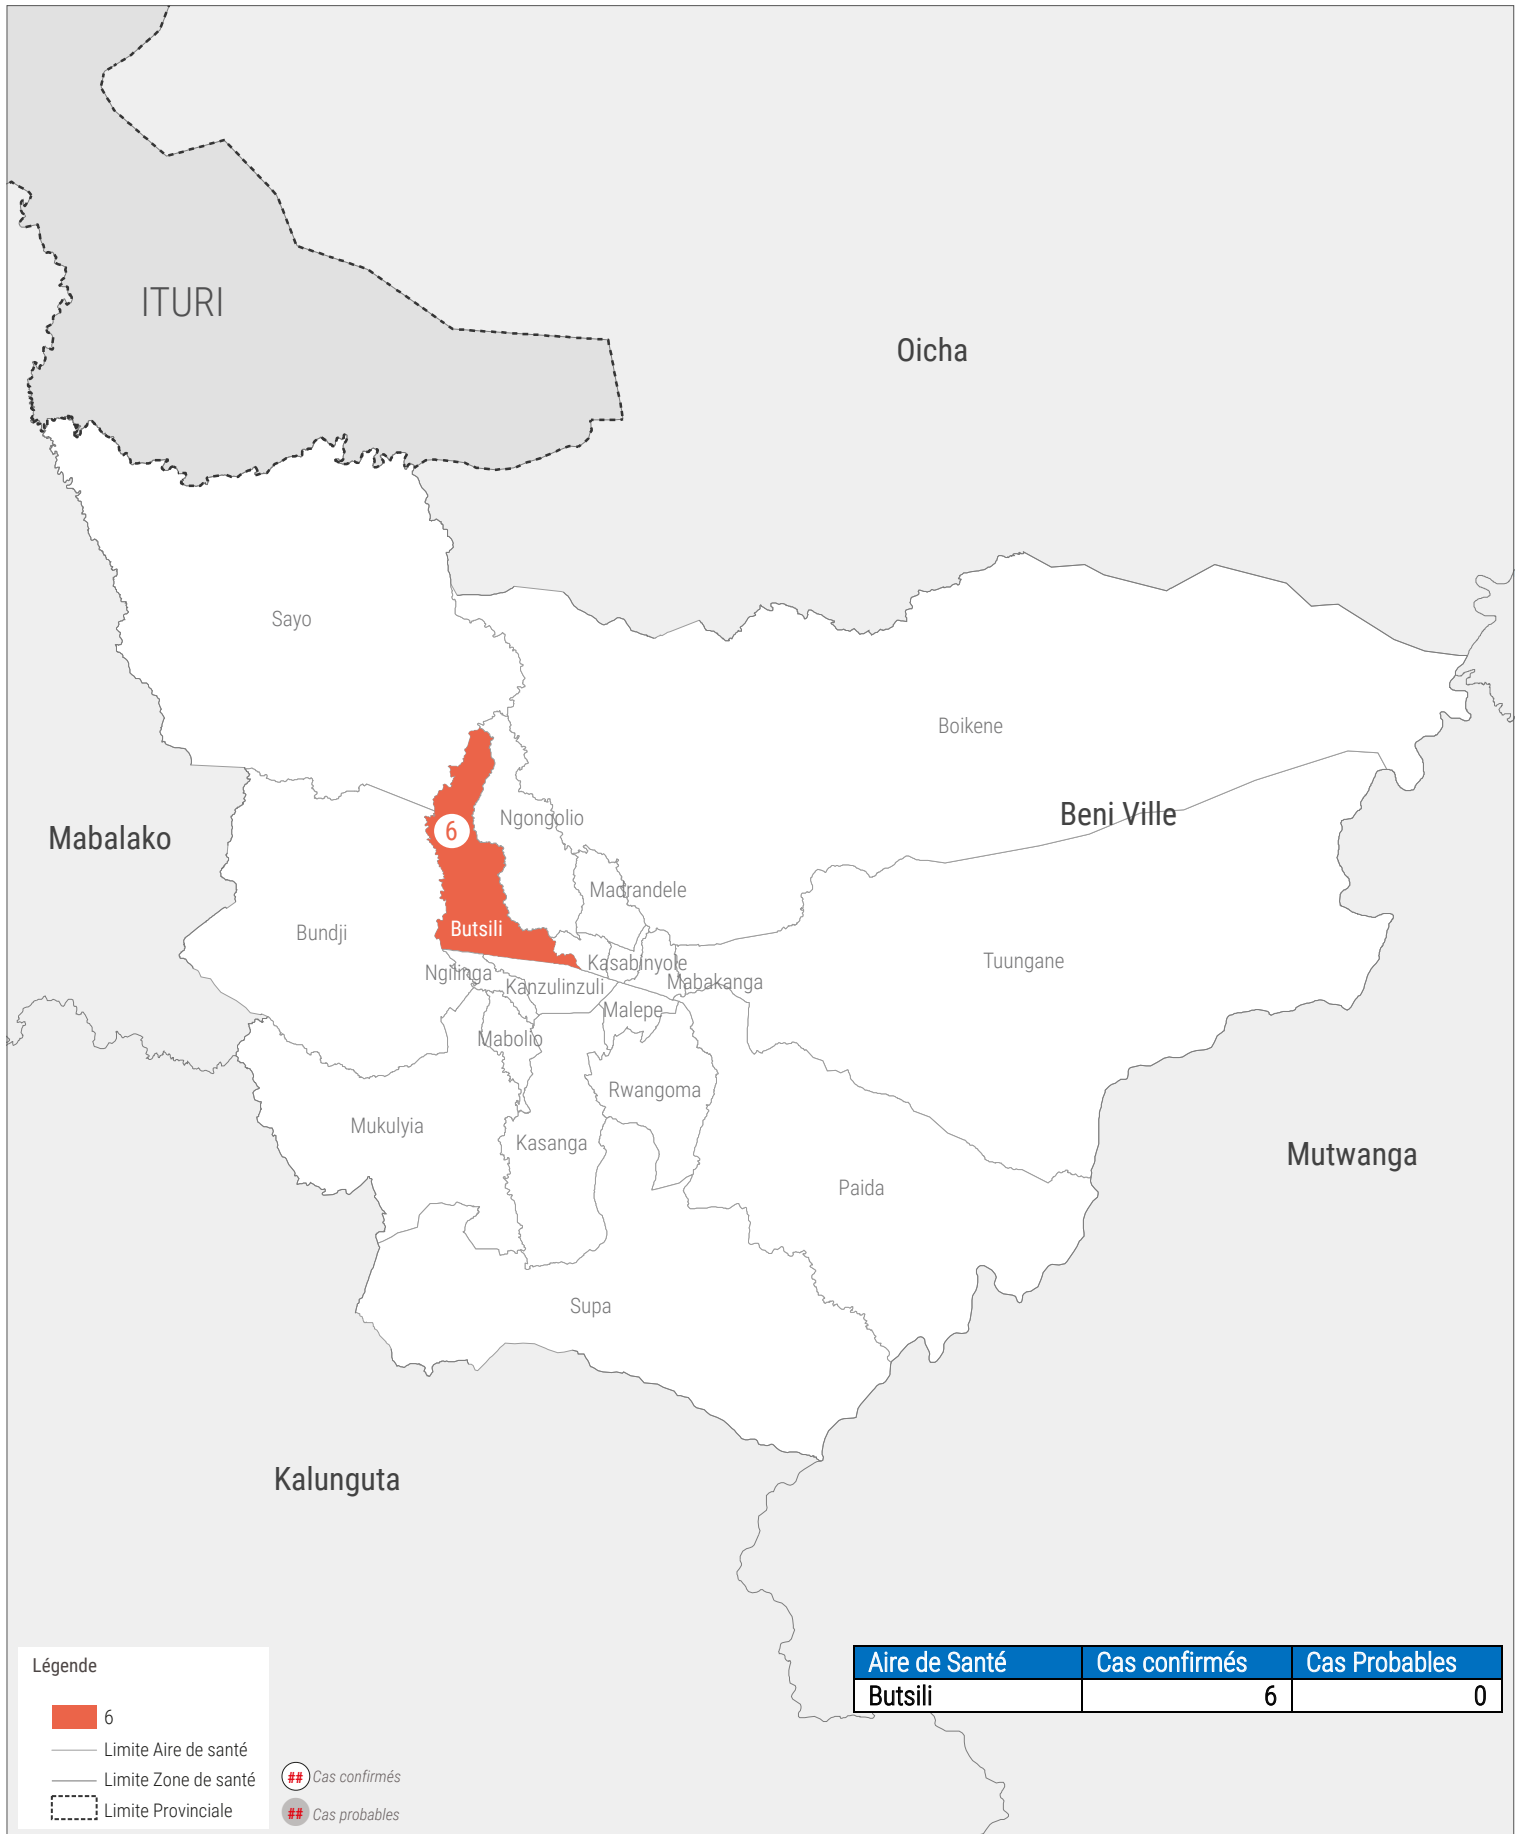 ITURI
Oicha
Sayo
Boikene
Beni Ville
Ngongolio
6
Mabalako
Madrandele
Butsili
Bundji
Kasabinyole
Tuungane
Ngilinga
Mabakanga
Kanzulinzuli
Malepe
Mabolio
Rwangoma
Mukulyia
Kasanga
Mutwanga
Paida
Supa
Kalunguta
Légende
6
Limite Aire de santé
Limite Zone de santé
Limite Provinciale
## Cas confirmés
## Cas probables
Aire de Santé Cas confirmés Cas Probables
Butsili 6 0